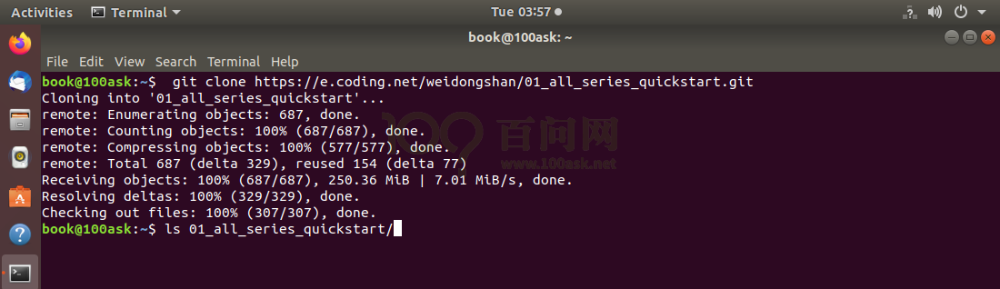 Activities Terminal Tue 03:57
book@100ask: ~
File Edit View Search Terminal Help
book@100ask:~$  git clone https://e.coding.net/weidongshan/01_all_series_quickstart.git
Cloning into '01_all_series_quickstart'...
remote: Enumerating objects: 687, done.
remote: Counting objects: 100% (687/687), done.
remote: Compressing objects: 100% (577/577), done.
remote: Total 687 (delta 329), reused 154 (delta 77)
Receiving objects: 100% (687/687), 250.36 MiB | 7.01 MiB/s, done.
Resolving deltas: 100% (329/329), done.
Checking out files: 100% (307/307), done.
book@100ask:~$ ls 01_all_series_quickstart/
百问网
www.100ask.net